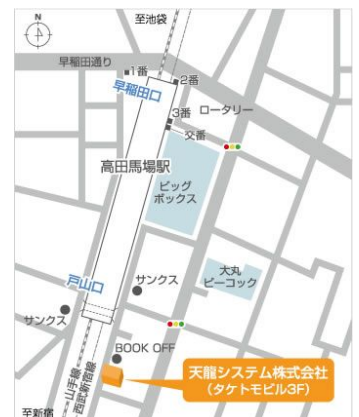 至池袋
N
早稲田通り
1番
2番
早稲田口
ロータリー
3番
交番
高田馬場駅
ビッグ
ボックス
戸山口
サンクス
大丸
ピーコック
サンクス
BOOK OFF
天龍システム株式会社
(タケトモビル3F)
山手線
西武新宿線
至新宿